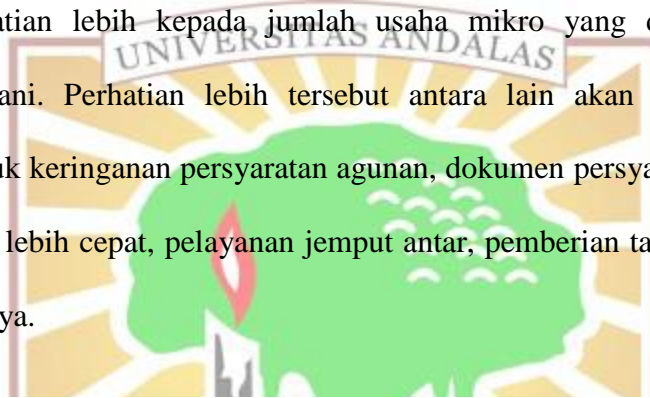 atian lebih kepada jumlah usaha mikro yang
UNIVERSITAS ANDALAS
ani. Perhatian lebih tersebut antara lain akan
uk keringanan persyaratan agunan, dokumen persya
lebih cepat, pelayanan jemput antar, pemberian ta
ya.